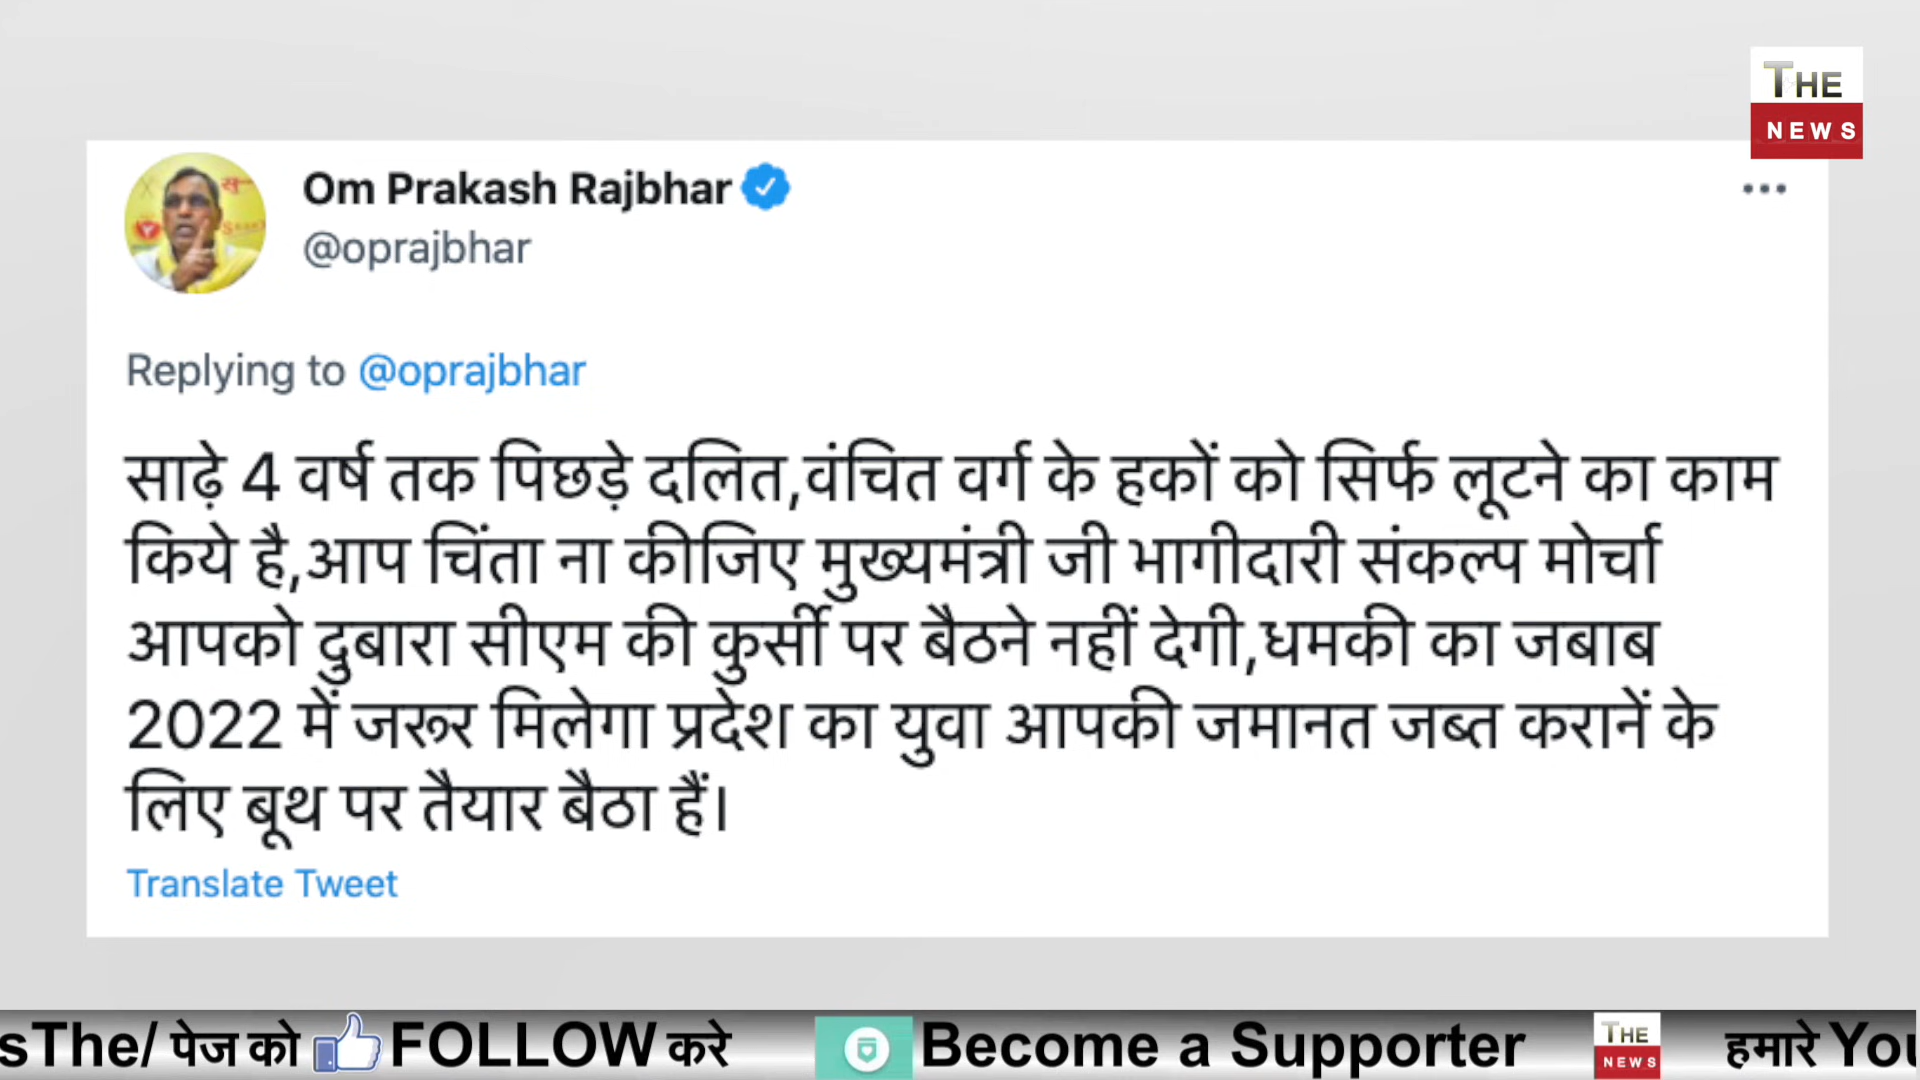 THE
NEWS
Om Prakash Rajbhar
@oprajbhar
Replying to @oprajbhar
साढ़े 4 वर्ष तक पिछड़े दलित,वंचित वर्ग के हकों को सिर्फ लूटने का काम
किये है,आप चिंता ना कीजिए मुख्यमंत्री जी भागीदारी संकल्प मोर्चा
आपको दुबारा सीएम की कुर्सी पर बैठने नहीं देगी,धमकी का जबाब
2022 में जरूर मिलेगा प्रदेश का युवा आपकी जमानत जब्त करानें के
लिए बूथ पर तैयार बैठा हैं।
Translate Tweet
sThe/ पेज को FOLLOW करे Become a Supporter THE NEWS हमारे You